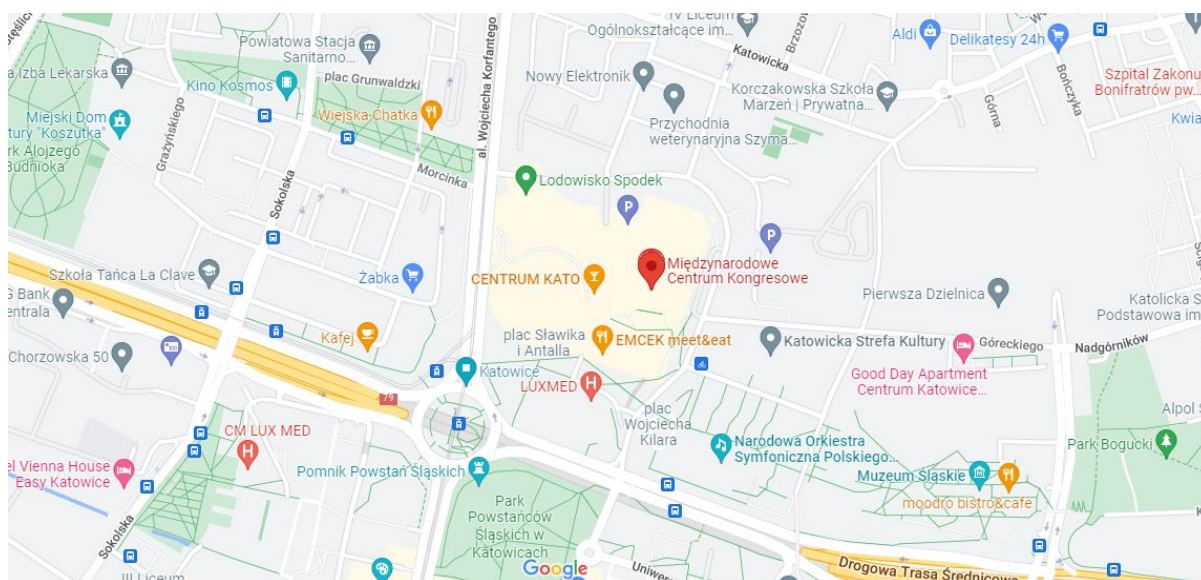 IV Liceum
Ogólnokształcące im...
Katowicka
Brzozowa
Aldi
Delikatesy 24h
Bończyka
Szpital Zakonu
Bonifratrów pw...
Powiatowa Stacja
Sanitarno...
plac Grunwaldzki
a Izba Lekarska
Kino Kosmos
Grażyńskiego
Nowy Elektronik
Korczakowska Szkoła
Marzeń | Prywatna...
Górna
Kwia
Miejski Dom
tury "Koszutka"
rk Alojzego
Budnioka
Wiejska Chatka
al. Wojciecha Korfantego
Przychodnia
weterynaryjna Szyma...
Morcinka
Lodowisko Spodek
Sokolska
P
P
Szkoła Tańca La Clave
Żabka
CENTRUM KATO
Międzynarodowe
Centrum Kongresowe
Pierwsza Dzielnica
Katolicka S
Podstawowa im
G Bank
entrala
Kafej
plac Sławika
i Antalla
EMCEK meet&eat
Katowicka Strefa Kultury
Góreckiego
Nadgórników
Chorzowska 50
Katowice
LUXMED
Good Day Apartment
Centrum Katowice...
79
plac
Wojciecha
Kilara
Alpol S
CM LUX MED
Narodowa Orkiestra
Symfoniczna Polskiego...
Park Bogucki
el Vienna House
Easy Katowice
Pomnik Powstań Śląskich
Muzeum Śląskie
moodro bistro&cafe
Park
Powstańców
Śląskich w
Katowicach
Sokolska
III Liceum
Google
Uniwer
Drogowa Trasa Średnicowa